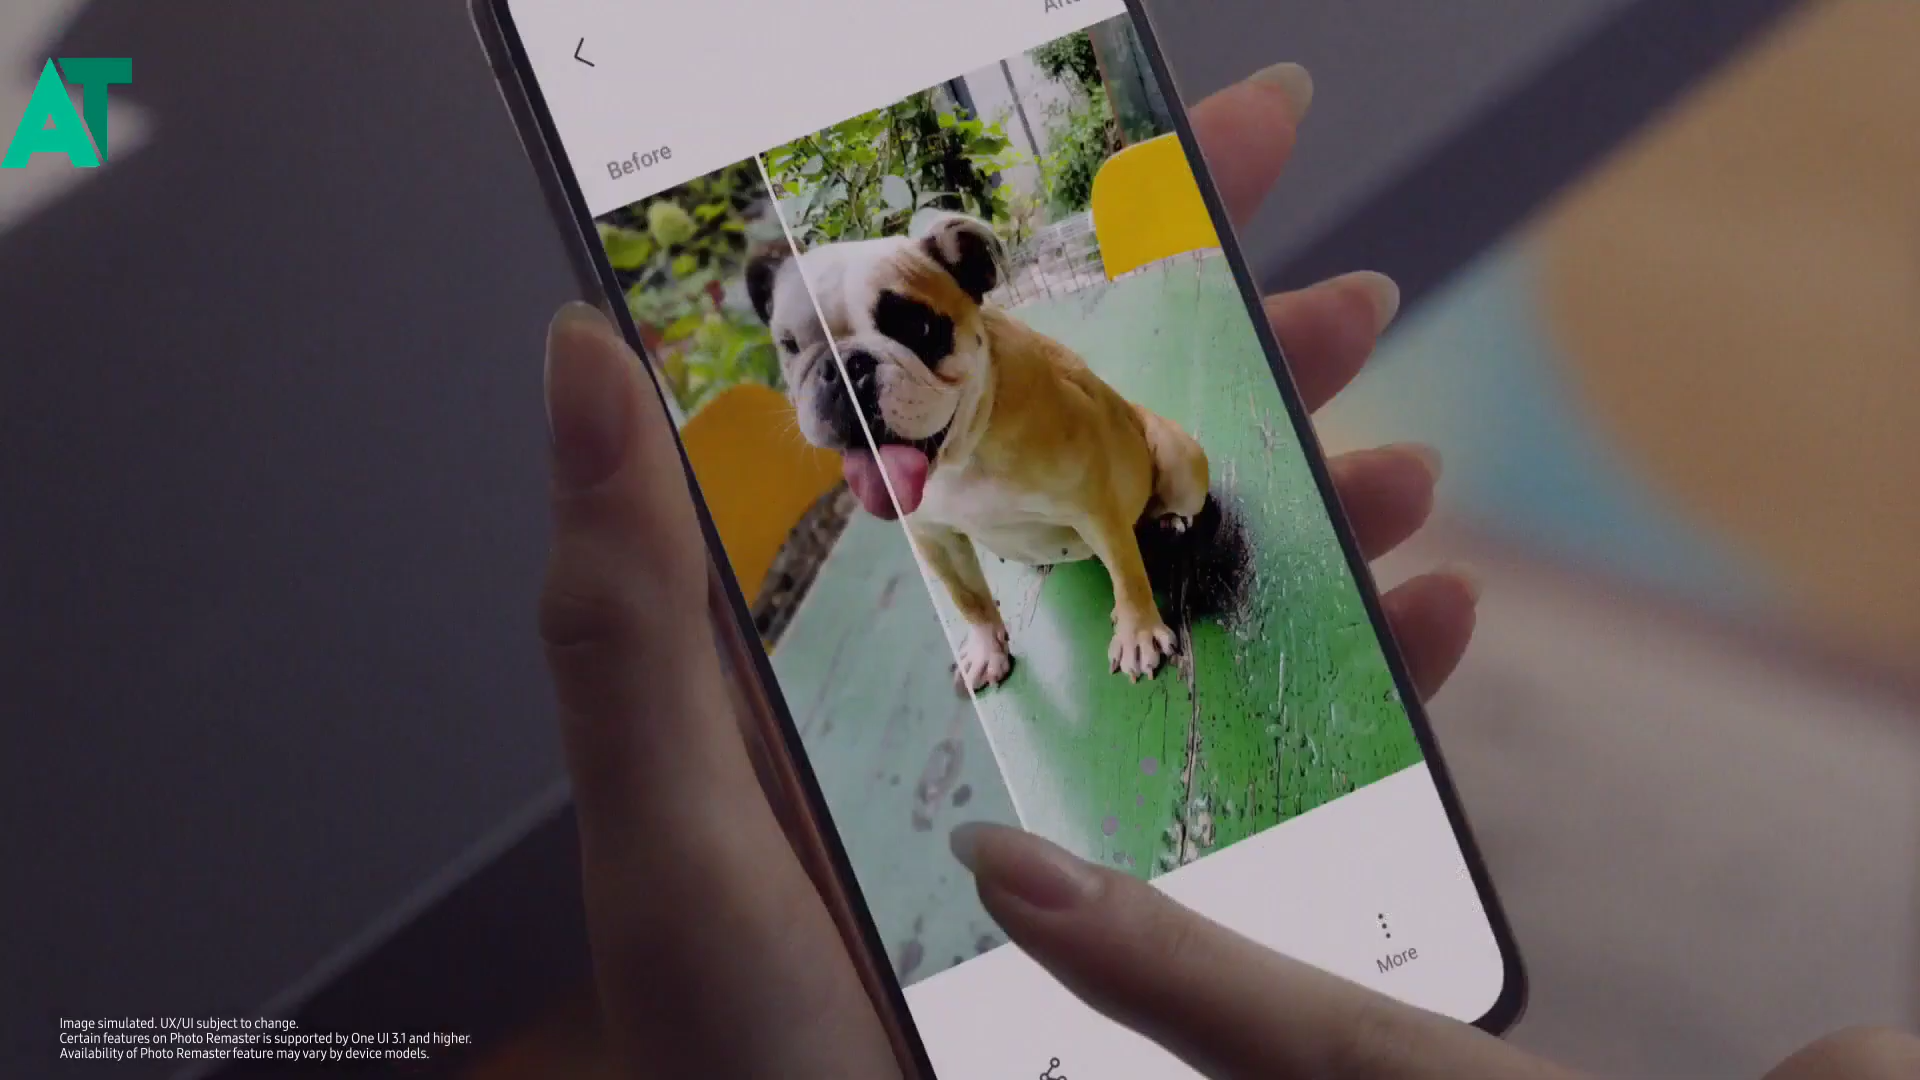 AT
Before
More
Image simulated. UX/UI subject to change.
Certain features on Photo Remaster is supported by One UI 3.1 and higher.
Availability of Photo Remaster feature may vary by device models.